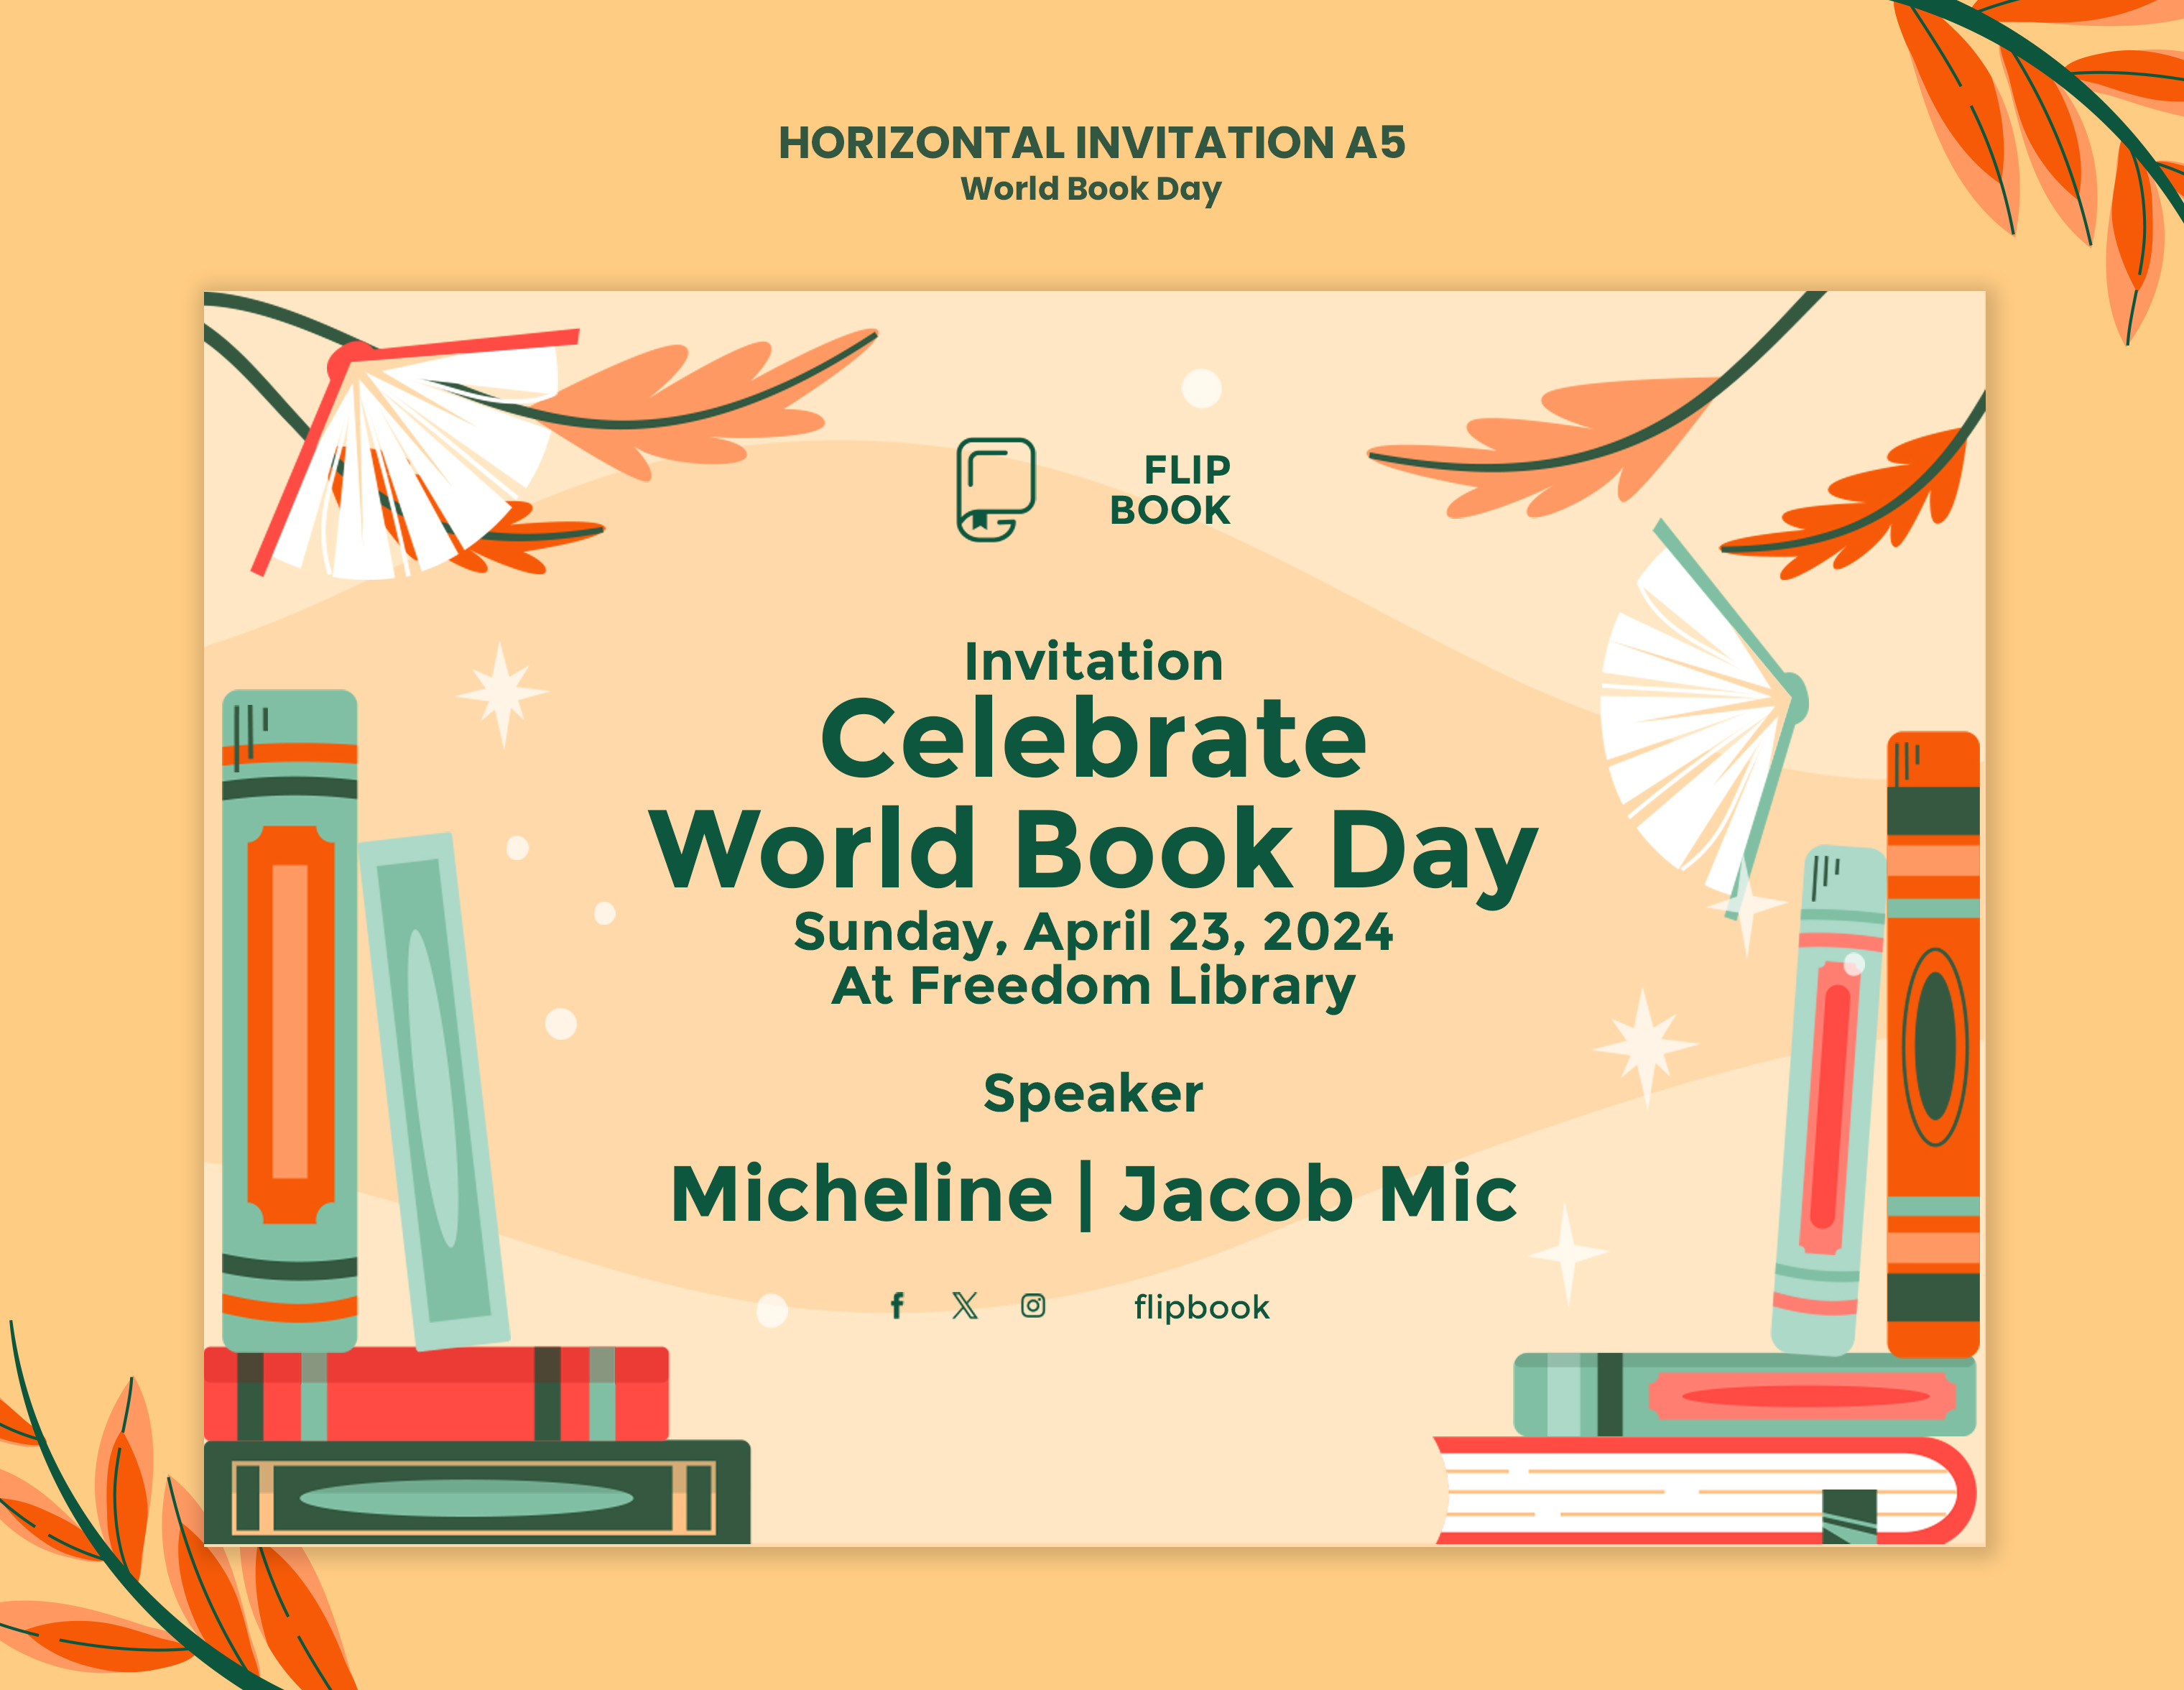 HORIZONTAL INVITATION A5
World Book Day
FLIP
BOOK
Invitation
Celebrate
World Book Day
Sunday, April 23, 2024
At Freedom Library
Speaker
Micheline | Jacob Mic
flipbook